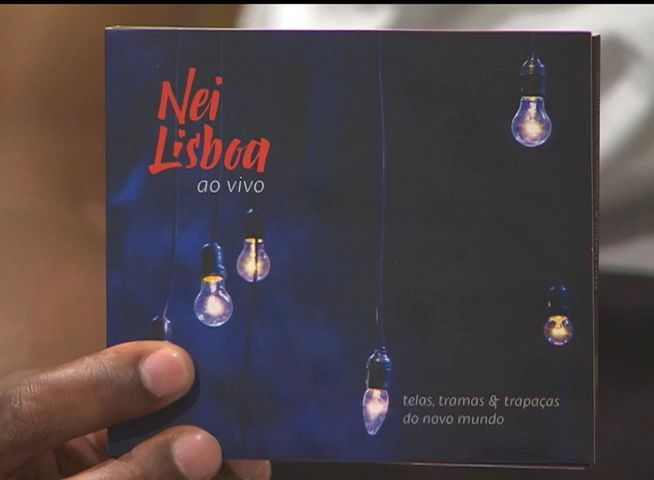 Nei
Lisboa
ao vivo
telas, tramas & trapaças
do novo mundo